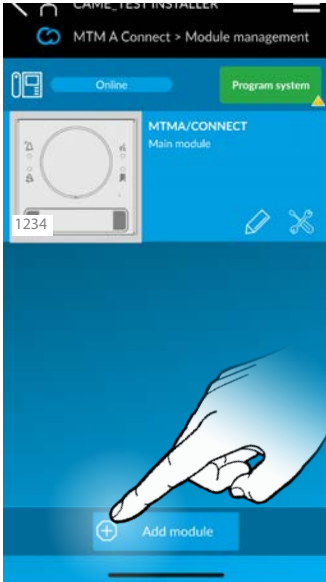 CAME_TEST INSTALLER
MTM A Connect > Module management
Online
Program system
MTMA/CONNECT
Main module
1234
Add module